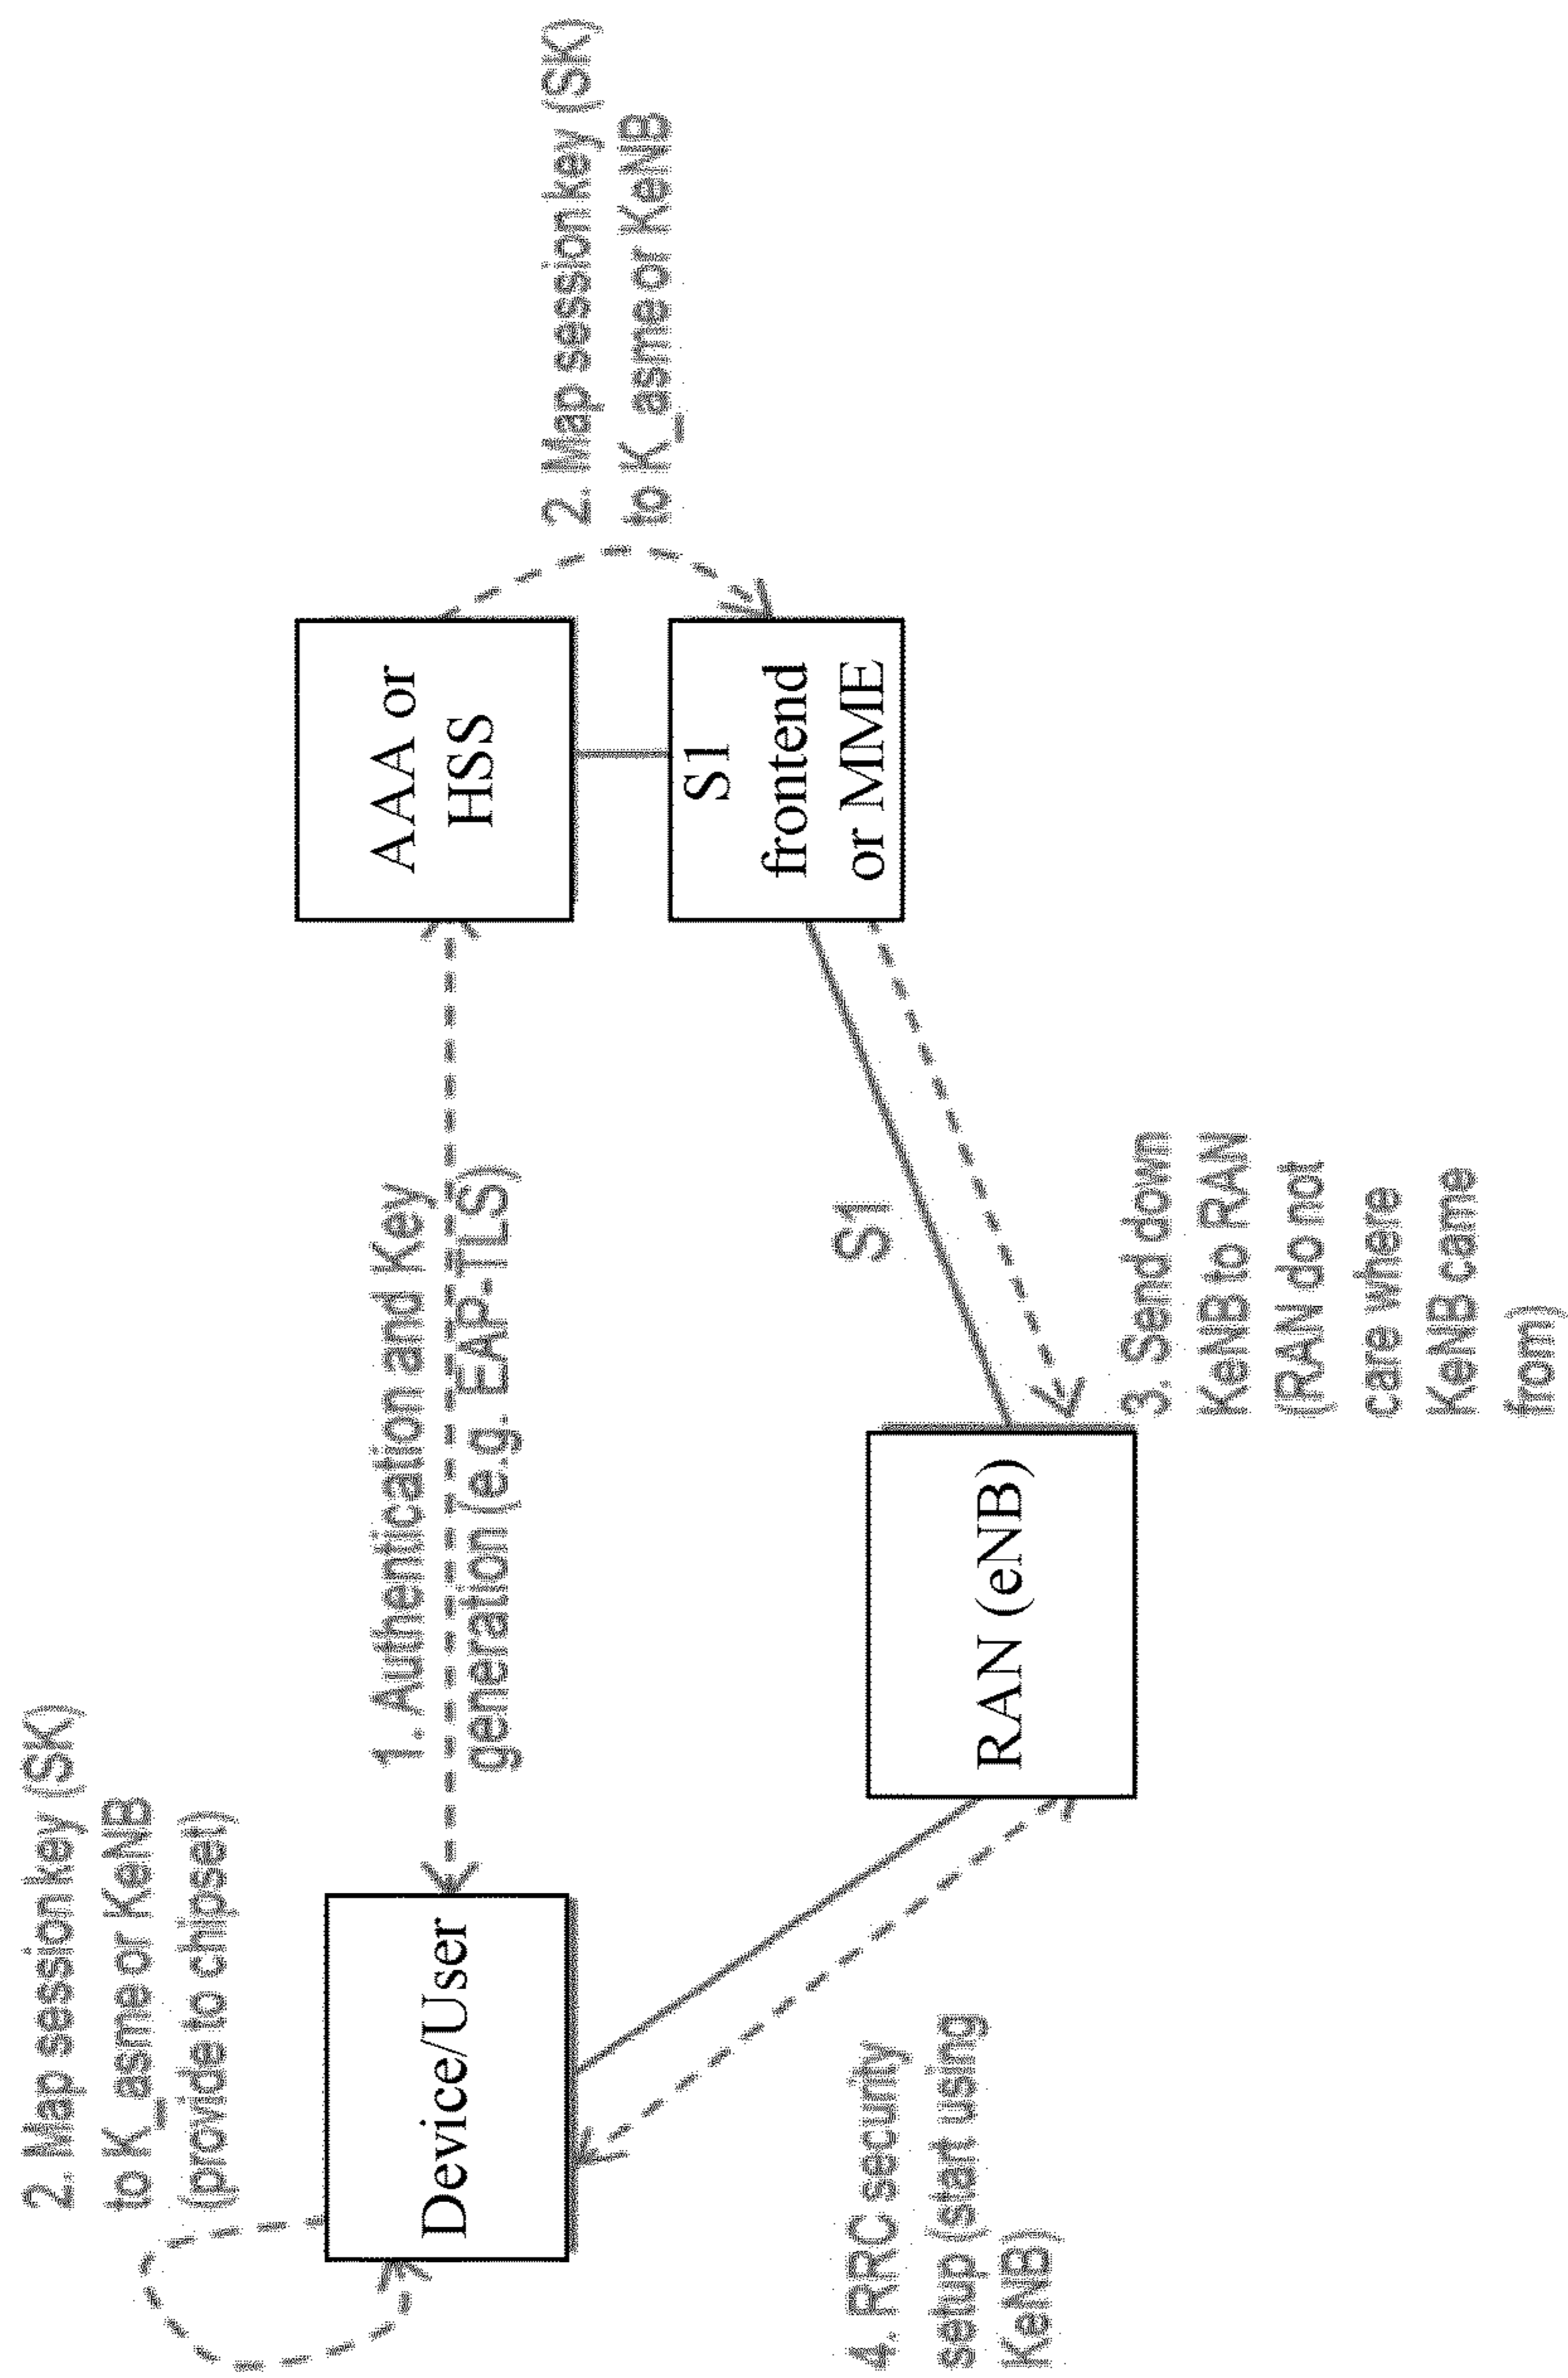 2. Map session key (SK)
to K_asme or KeNB
(provide to chipset)
1. Authentication and Key
generation (e.g. EAP-TLS)
2. Map session key (SK)
to K_asme or KeNB
Device/User
AAA or
HSS
S1
frontend
or MME
S1
RAN (eNB)
4. RRC security
setup (start using
KeNB)
3. Send down
KeNB to RAN
(RAN do not
care where
KeNB came
from)